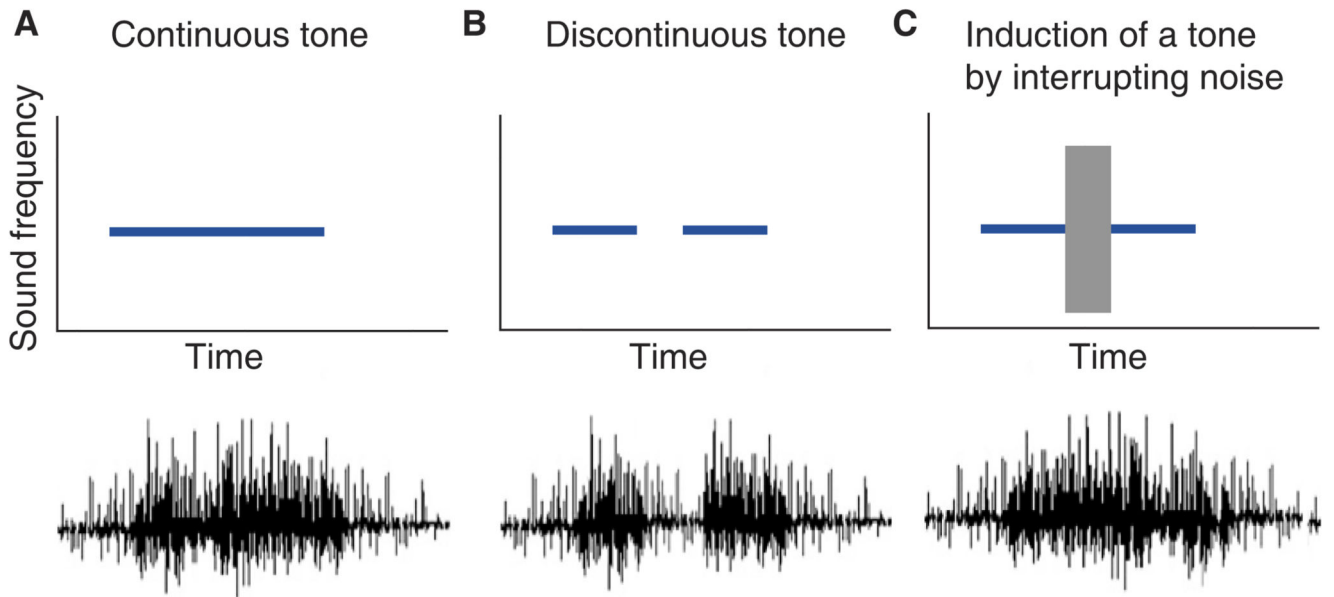 A
Continuous tone
B
Discontinuous tone
C
Induction of a tone
by interrupting noise
Sound frequency
Time
Time
Time